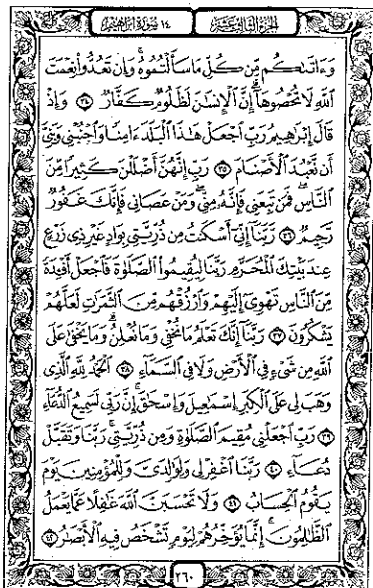 الجزء الثالث عشر ١٤ سورة إبراهيم
وَءَاتَىٰكُم مِّن كُلِّ مَا سَأَلْتُمُوهُ ۚ وَإِن تَعُدُّوا۟ نِعْمَتَ
ٱللَّهِ لَا تُحْصُوهَآ ۗ إِنَّ ٱلْإِنسَٰنَ لَظَلُومٌ كَفَّارٌ ٣٤ وَإِذْ
قَالَ إِبْرَٰهِيمُ رَبِّ ٱجْعَلْ هَٰذَا ٱلْبَلَدَ ءَامِنًا وَٱجْنُبْنِى وَبَنِىَّ
أَن نَّعْبُدَ ٱلْأَصْنَامَ ٣٥ رَبِّ إِنَّهُنَّ أَضْلَلْنَ كَثِيرًا مِّنَ
ٱلنَّاسِ ۖ فَمَن تَبِعَنِى فَإِنَّهُۥ مِنِّى ۖ وَمَنْ عَصَانِى فَإِنَّكَ غَفُورٌ
رَّحِيمٌ ٣٦ رَّبَّنَآ إِنِّىٓ أَسْكَنتُ مِن ذُرِّيَّتِى بِوَادٍ غَيْرِ ذِى زَرْعٍ
عِندَ بَيْتِكَ ٱلْمُحَرَّمِ رَبَّنَا لِيُقِيمُوا۟ ٱلصَّلَوٰةَ فَٱجْعَلْ أَفْـِٔدَةً
مِّنَ ٱلنَّاسِ تَهْوِىٓ إِلَيْهِمْ وَٱرْزُقْهُم مِّنَ ٱلثَّمَرَٰتِ لَعَلَّهُمْ
يَشْكُرُونَ ٣٧ رَبَّنَآ إِنَّكَ تَعْلَمُ مَا نُخْفِى وَمَا نُعْلِنُ ۗ وَمَا يَخْفَىٰ عَلَى
ٱللَّهِ مِن شَىْءٍ فِى ٱلْأَرْضِ وَلَا فِى ٱلسَّمَآءِ ٣٨ ٱلْحَمْدُ لِلَّهِ ٱلَّذِى
وَهَبَ لِى عَلَى ٱلْكِبَرِ إِسْمَٰعِيلَ وَإِسْحَٰقَ ۚ إِنَّ رَبِّى لَسَمِيعُ ٱلدُّعَآءِ
٣٩ رَبِّ ٱجْعَلْنِى مُقِيمَ ٱلصَّلَوٰةِ وَمِن ذُرِّيَّتِى ۚ رَبَّنَا وَتَقَبَّلْ
دُعَآءِ ٤٠ رَبَّنَا ٱغْفِرْ لِى وَلِوَٰلِدَىَّ وَلِلْمُؤْمِنِينَ يَوْمَ
يَقُومُ ٱلْحِسَابُ ٤١ وَلَا تَحْسَبَنَّ ٱللَّهَ غَٰفِلًا عَمَّا يَعْمَلُ
ٱلظَّٰلِمُونَ ۚ إِنَّمَا يُؤَخِّرُهُمْ لِيَوْمٍ تَشْخَصُ فِيهِ ٱلْأَبْصَٰرُ ٤٢
٢٦٠